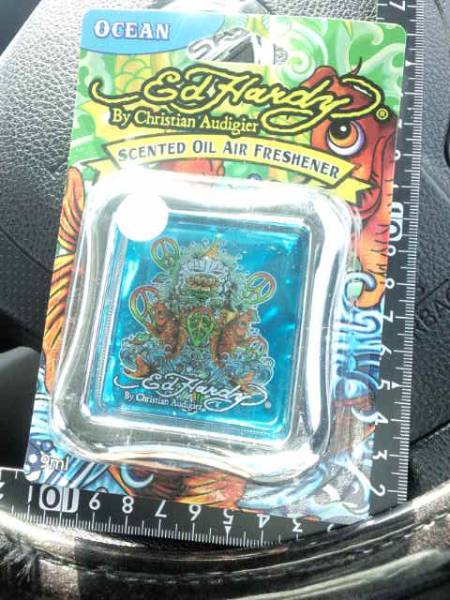 OCEAN
Ed Hardy ®
By Christian Audigier
SCENTED OIL AIR FRESHENER
Ed Hardy ®
By Christian Audigier
9ml